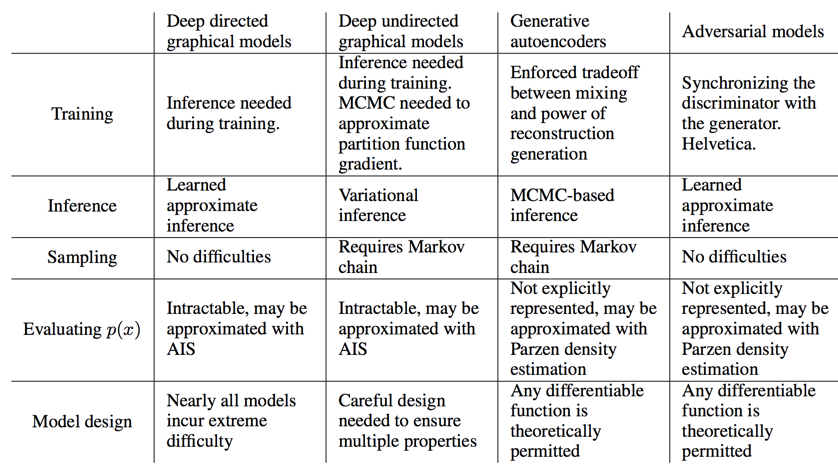 Deep directed graphical models
Deep undirected graphical models
Generative autoencoders
Adversarial models
Training
Inference needed
during training.
Inference needed
during training.
MCMC needed to
approximate
partition function
gradient.
Enforced tradeoff
between mixing
and power of
reconstruction
generation
Synchronizing the
discriminator with
the generator.
Helvetica.
Inference
Learned
approximate
inference
Variational
inference
MCMC-based
inference
Learned
approximate
inference
Sampling
No difficulties
Requires Markov
chain
Requires Markov
chain
No difficulties
Evaluating p(x)
Intractable, may be
approximated with
AIS
Intractable, may be
approximated with
AIS
Not explicitly
represented, may be
approximated with
Parzen density
estimation
Not explicitly
represented, may be
approximated with
Parzen density
estimation
Model design
Nearly all models
incur extreme
difficulty
Careful design
needed to ensure
multiple properties
Any differentiable
function is
theoretically
permitted
Any differentiable
function is
theoretically
permitted